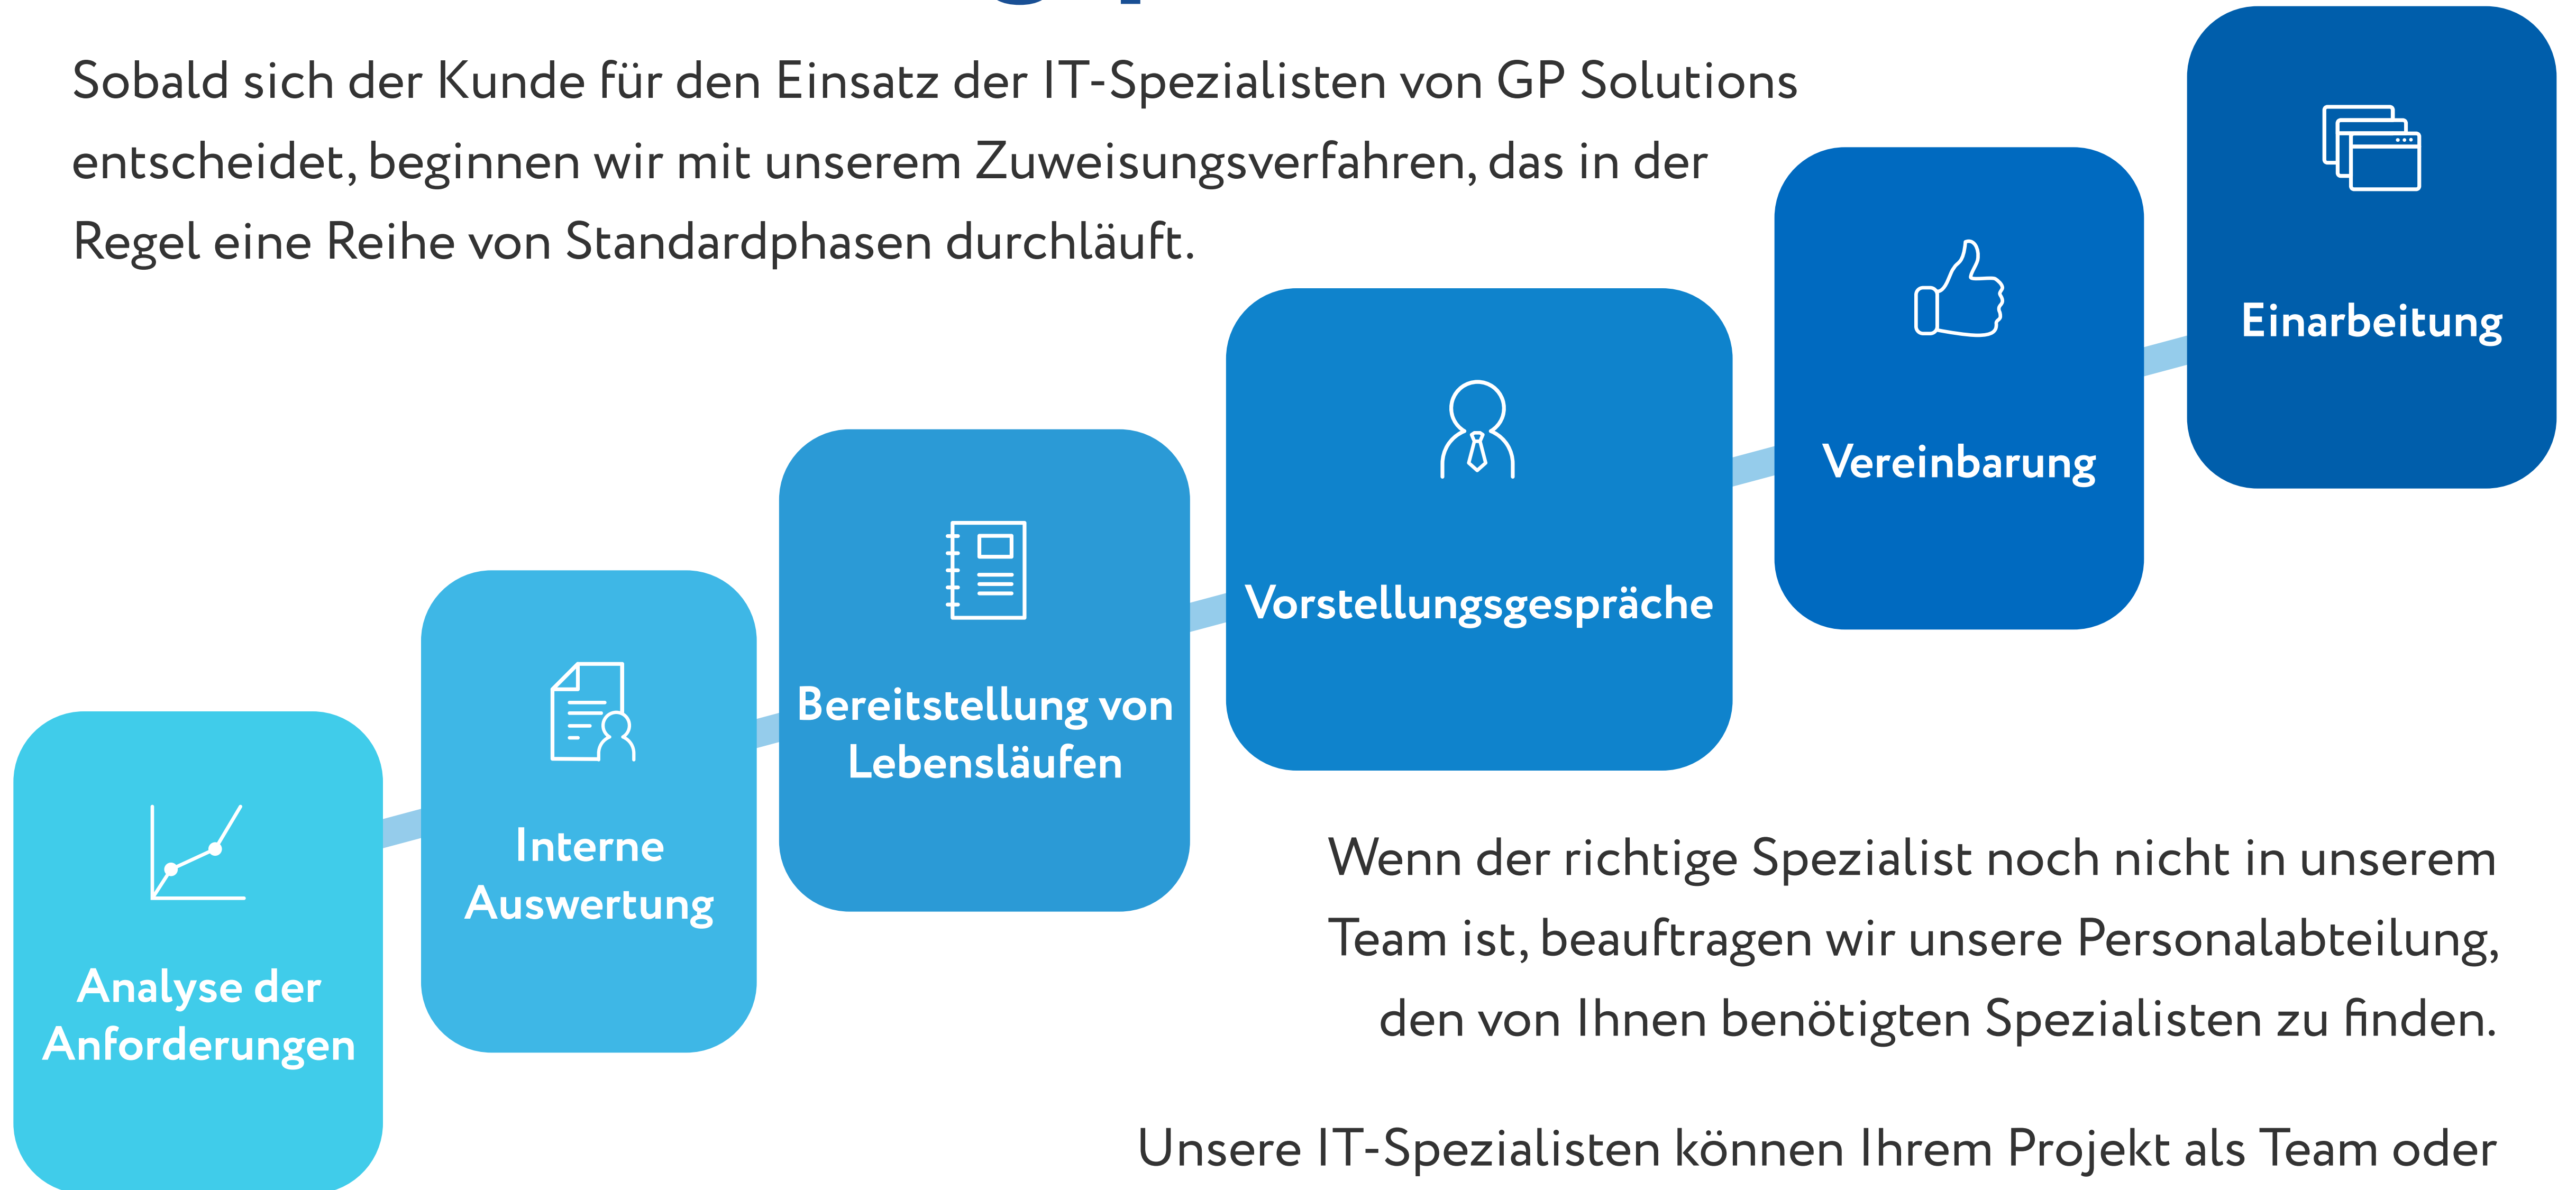 Sobald sich der Kunde für den Einsatz der IT-Spezialisten von GP Solutions
entscheidet, beginnen wir mit unserem Zuweisungsverfahren, das in der
Regel eine Reihe von Standardphasen durchläuft.
Analyse der
Anforderungen
Interne
Auswertung
Bereitstellung von
Lebensläufen
Vorstellungsgespräche
Vereinbarung
Einarbeitung
Wenn der richtige Spezialist noch nicht in unserem
Team ist, beauftragen wir unsere Personalabteilung,
den von Ihnen benötigten Spezialisten zu finden.
Unsere IT-Spezialisten können Ihrem Projekt als Team oder